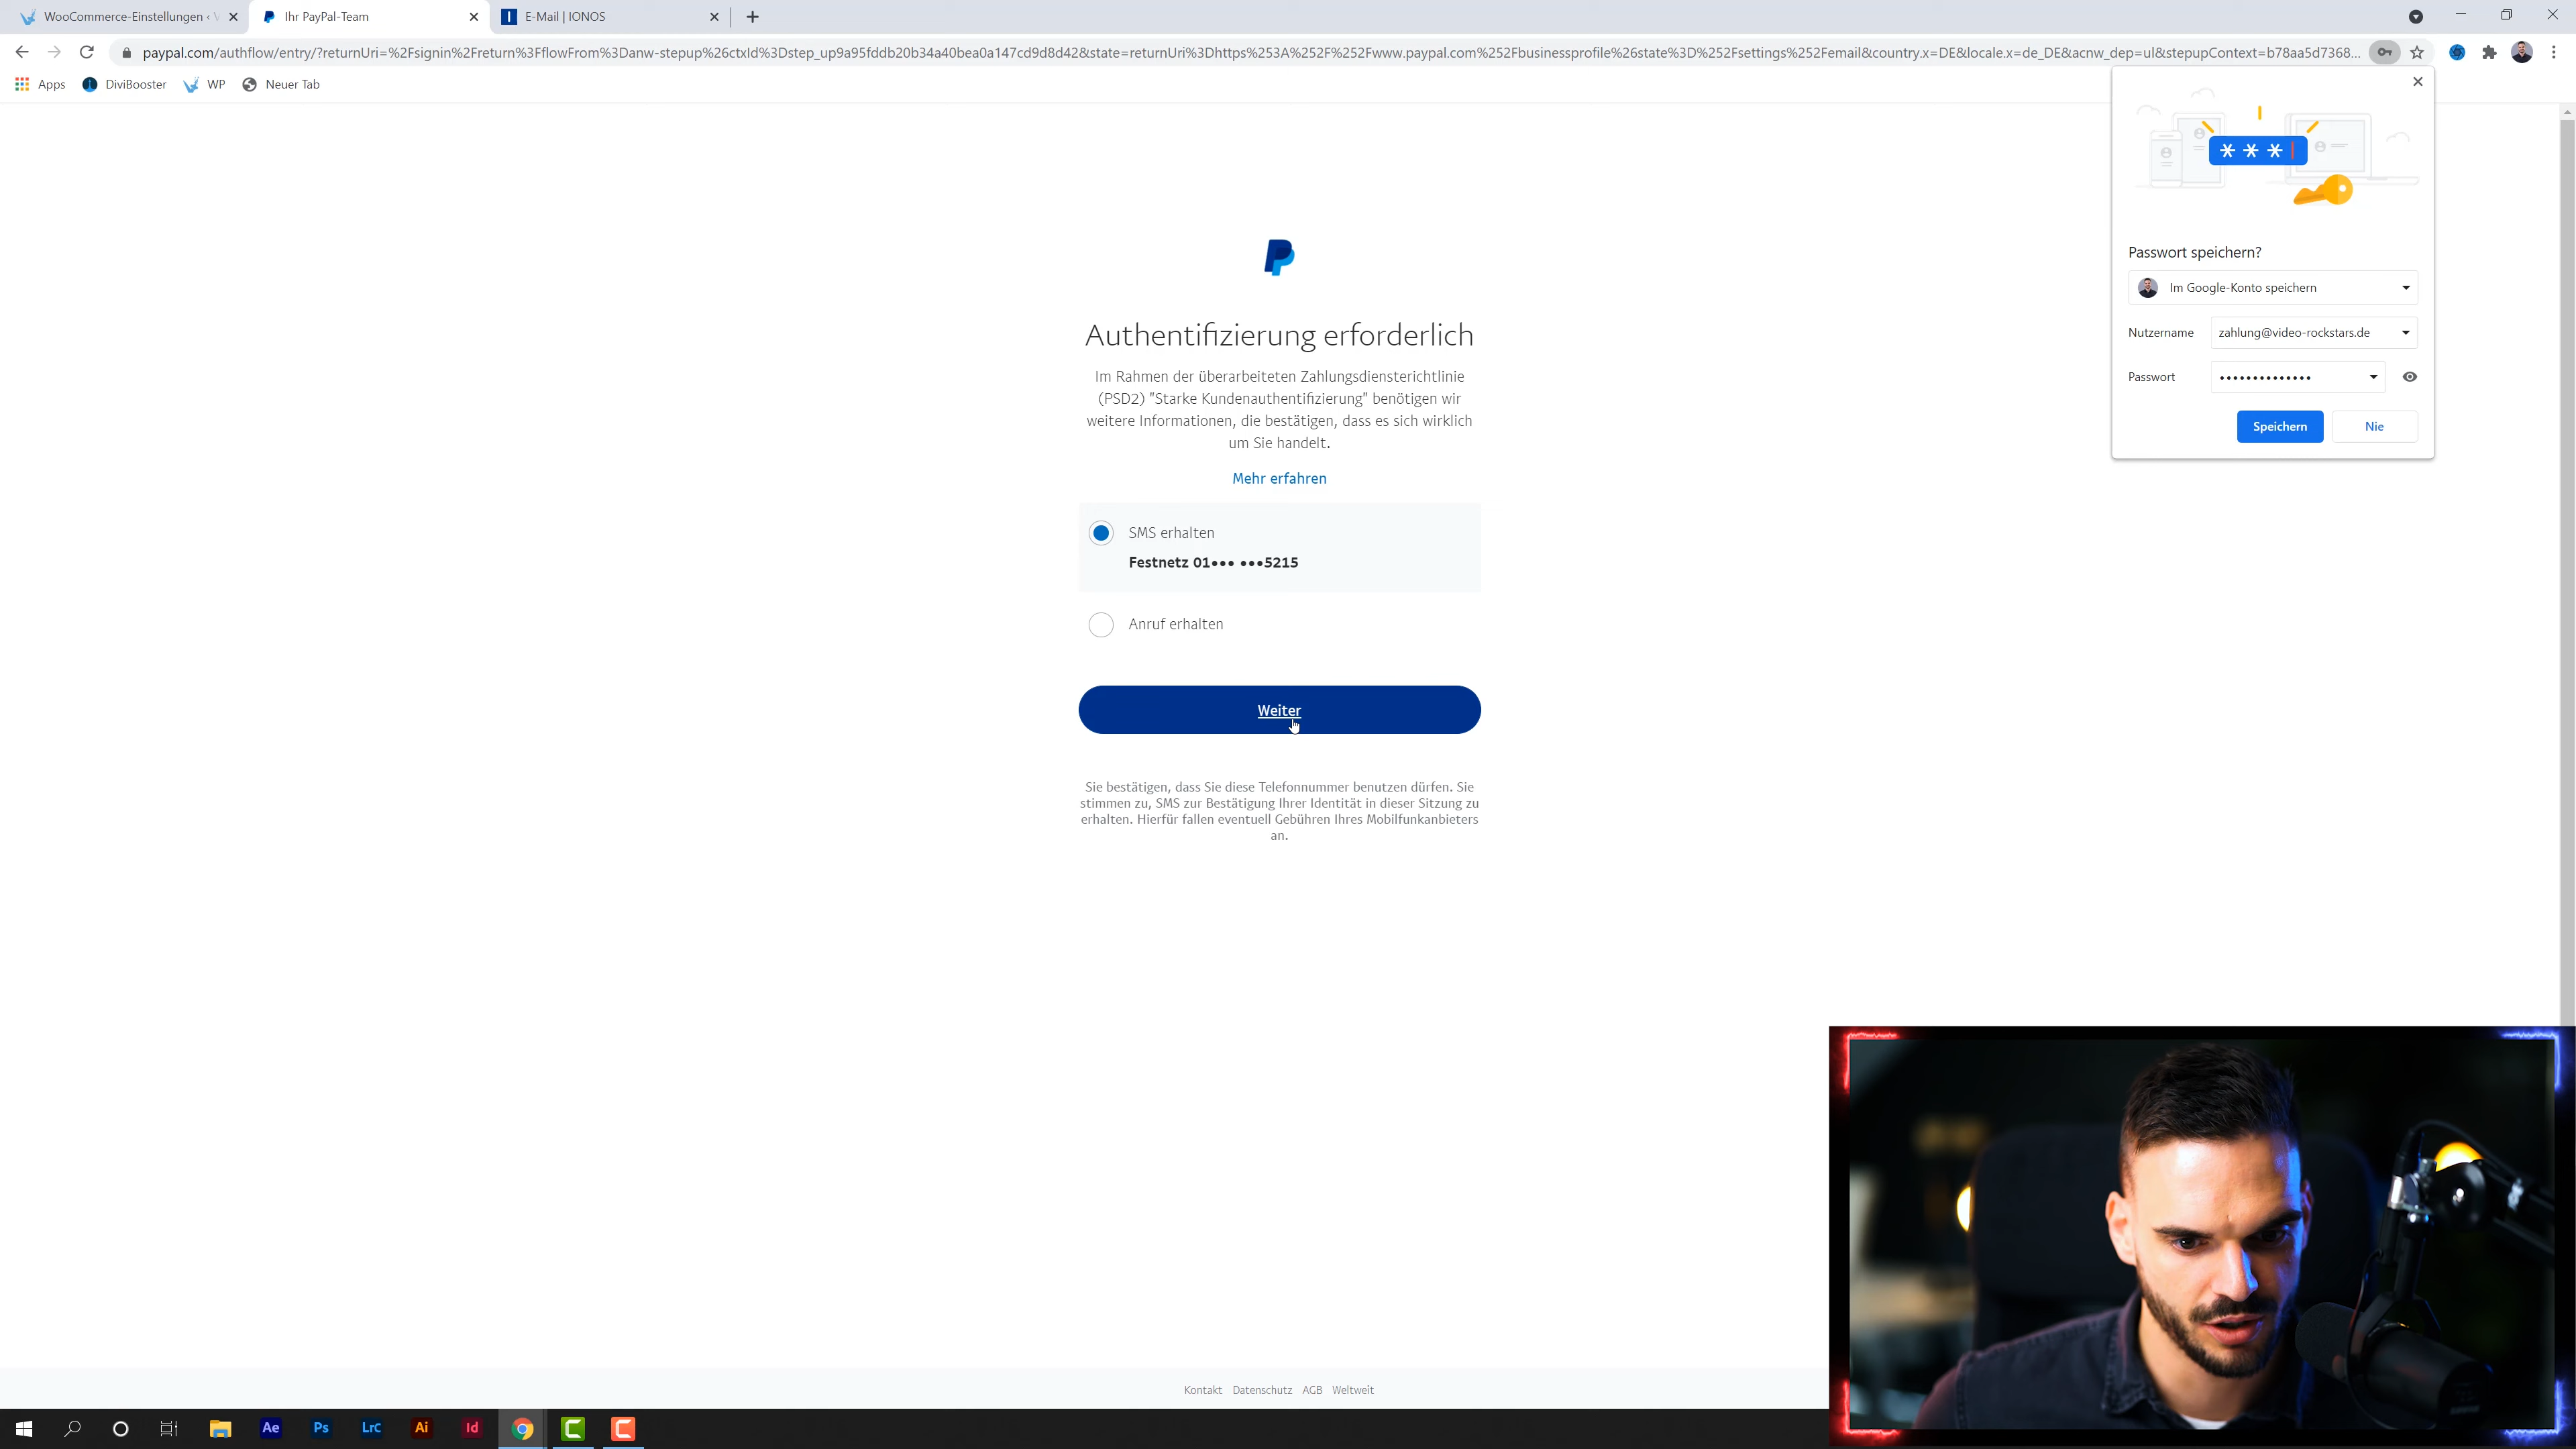 WooCommerce-Einstellungen ‹
Ihr PayPal-Team
E-Mail | IONOS
paypal.com/authflow/entry/?returnUri=%2Fsignin%2Freturn%3FflowFrom%3Danw-stepup%26ctxId%3Dstep_up9a95fddb20b34a40bea0a147cd9d8d42&state=returnUri%3Dhttps%253A%252F%252Fwww.paypal.com%252Fbusinessprofile%26state%3D%252Fsettings%252Femail&country.x=DE&locale.x=de_DE&acnw_dep=ul&stepupContext=b78aa5d7368...
Apps
DiviBooster
WP
Neuer Tab
* * *
Passwort speichern?
Im Google-Konto speichern
Nutzername
zahlung@video-rockstars.de
Passwort
••••••••••••••
Speichern
Nie
Authentifizierung erforderlich
Im Rahmen der überarbeiteten Zahlungsdiensterichtlinie
(PSD2) "Starke Kundenauthentifizierung" benötigen wir
weitere Informationen, die bestätigen, dass es sich wirklich
um Sie handelt.
Mehr erfahren
SMS erhalten
Festnetz 01••• •••5215
Anruf erhalten
Weiter
Sie bestätigen, dass Sie diese Telefonnummer benutzen dürfen. Sie
stimmen zu, SMS zur Bestätigung Ihrer Identität in dieser Sitzung zu
erhalten. Hierfür fallen eventuell Gebühren Ihres Mobilfunkanbieters
an.
Kontakt
Datenschutz
AGB
Weltweit
Ae
Ps
LrC
Ai
Id